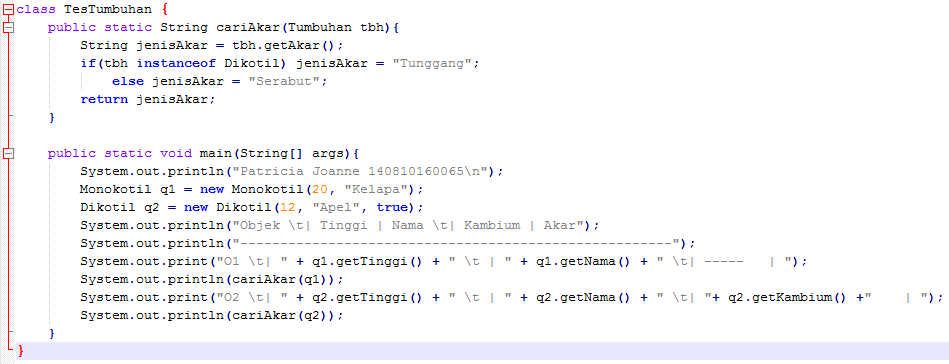 class TesTumbuhan {
    public static String cariAkar(Tumbuhan tbh){
        String jenisAkar = tbh.getAkar();
        if(tbh instanceof Dikotil) jenisAkar = "Tunggang";
            else jenisAkar = "Serabut";
        return jenisAkar;
    }

    public static void main(String[] args){
        System.out.println("Patricia Joanne 140810160065\n");
        Monokotil q1 = new Monokotil(20, "Kelapa");
        Dikotil q2 = new Dikotil(12, "Apel", true);
        System.out.println("Objek \t| Tinggi | Nama \t| Kambium | Akar");
        System.out.println("------------------------------------------------------");
        System.out.print("O1 \t| " + q1.getTinggi() + " \t | " + q1.getNama() + " \t| -----   | ");
        System.out.println(cariAkar(q1));
        System.out.print("O2 \t| " + q2.getTinggi() + " \t | " + q2.getNama() + " \t| "+ q2.getKambium() +"    | ");
        System.out.println(cariAkar(q2));
    }
}